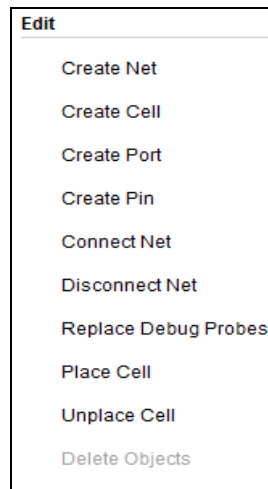 Edit
Create Net
Create Cell
Create Port
Create Pin
Connect Net
Disconnect Net
Replace Debug Probes
Place Cell
Unplace Cell
Delete Objects